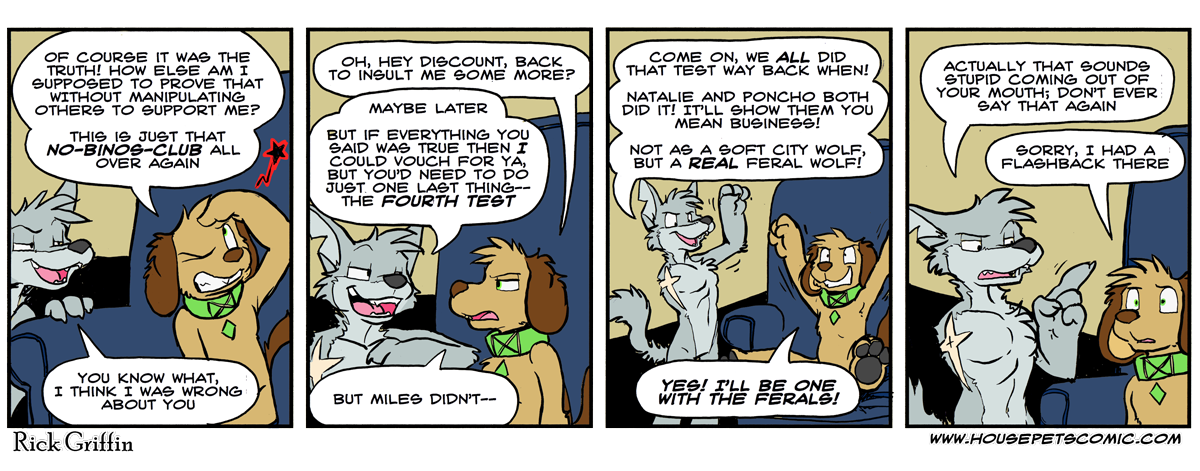 OF COURSE IT WAS THE
TRUTH! HOW ELSE AM I
SUPPOSED TO PROVE THAT
WITHOUT MANIPULATING
OTHERS TO SUPPORT ME?
THIS IS JUST THAT
NO-BINOS-CLUB ALL
OVER AGAIN
YOU KNOW WHAT,
I THINK I WAS WRONG
ABOUT YOU
OH, HEY DISCOUNT, BACK
TO INSULT ME SOME MORE?
MAYBE LATER
BUT IF EVERYTHING YOU
SAID WAS TRUE THEN I
COULD VOUCH FOR YA,
BUT YOU'D NEED TO DO
JUST ONE LAST THING--
THE FOURTH TEST
BUT MILES DIDN'T--
COME ON, WE ALL DID
THAT TEST WAY BACK WHEN!
NATALIE AND PONCHO BOTH
DID IT! IT'LL SHOW THEM YOU
MEAN BUSINESS!
NOT AS A SOFT CITY WOLF,
BUT A REAL FERAL WOLF!
YES! I'LL BE ONE
WITH THE FERALS!
ACTUALLY THAT SOUNDS
STUPID COMING OUT OF
YOUR MOUTH; DON'T EVER
SAY THAT AGAIN
SORRY, I HAD A
FLASHBACK THERE
Rick Griffin
WWW.HOUSEPETSCOMIC.COM